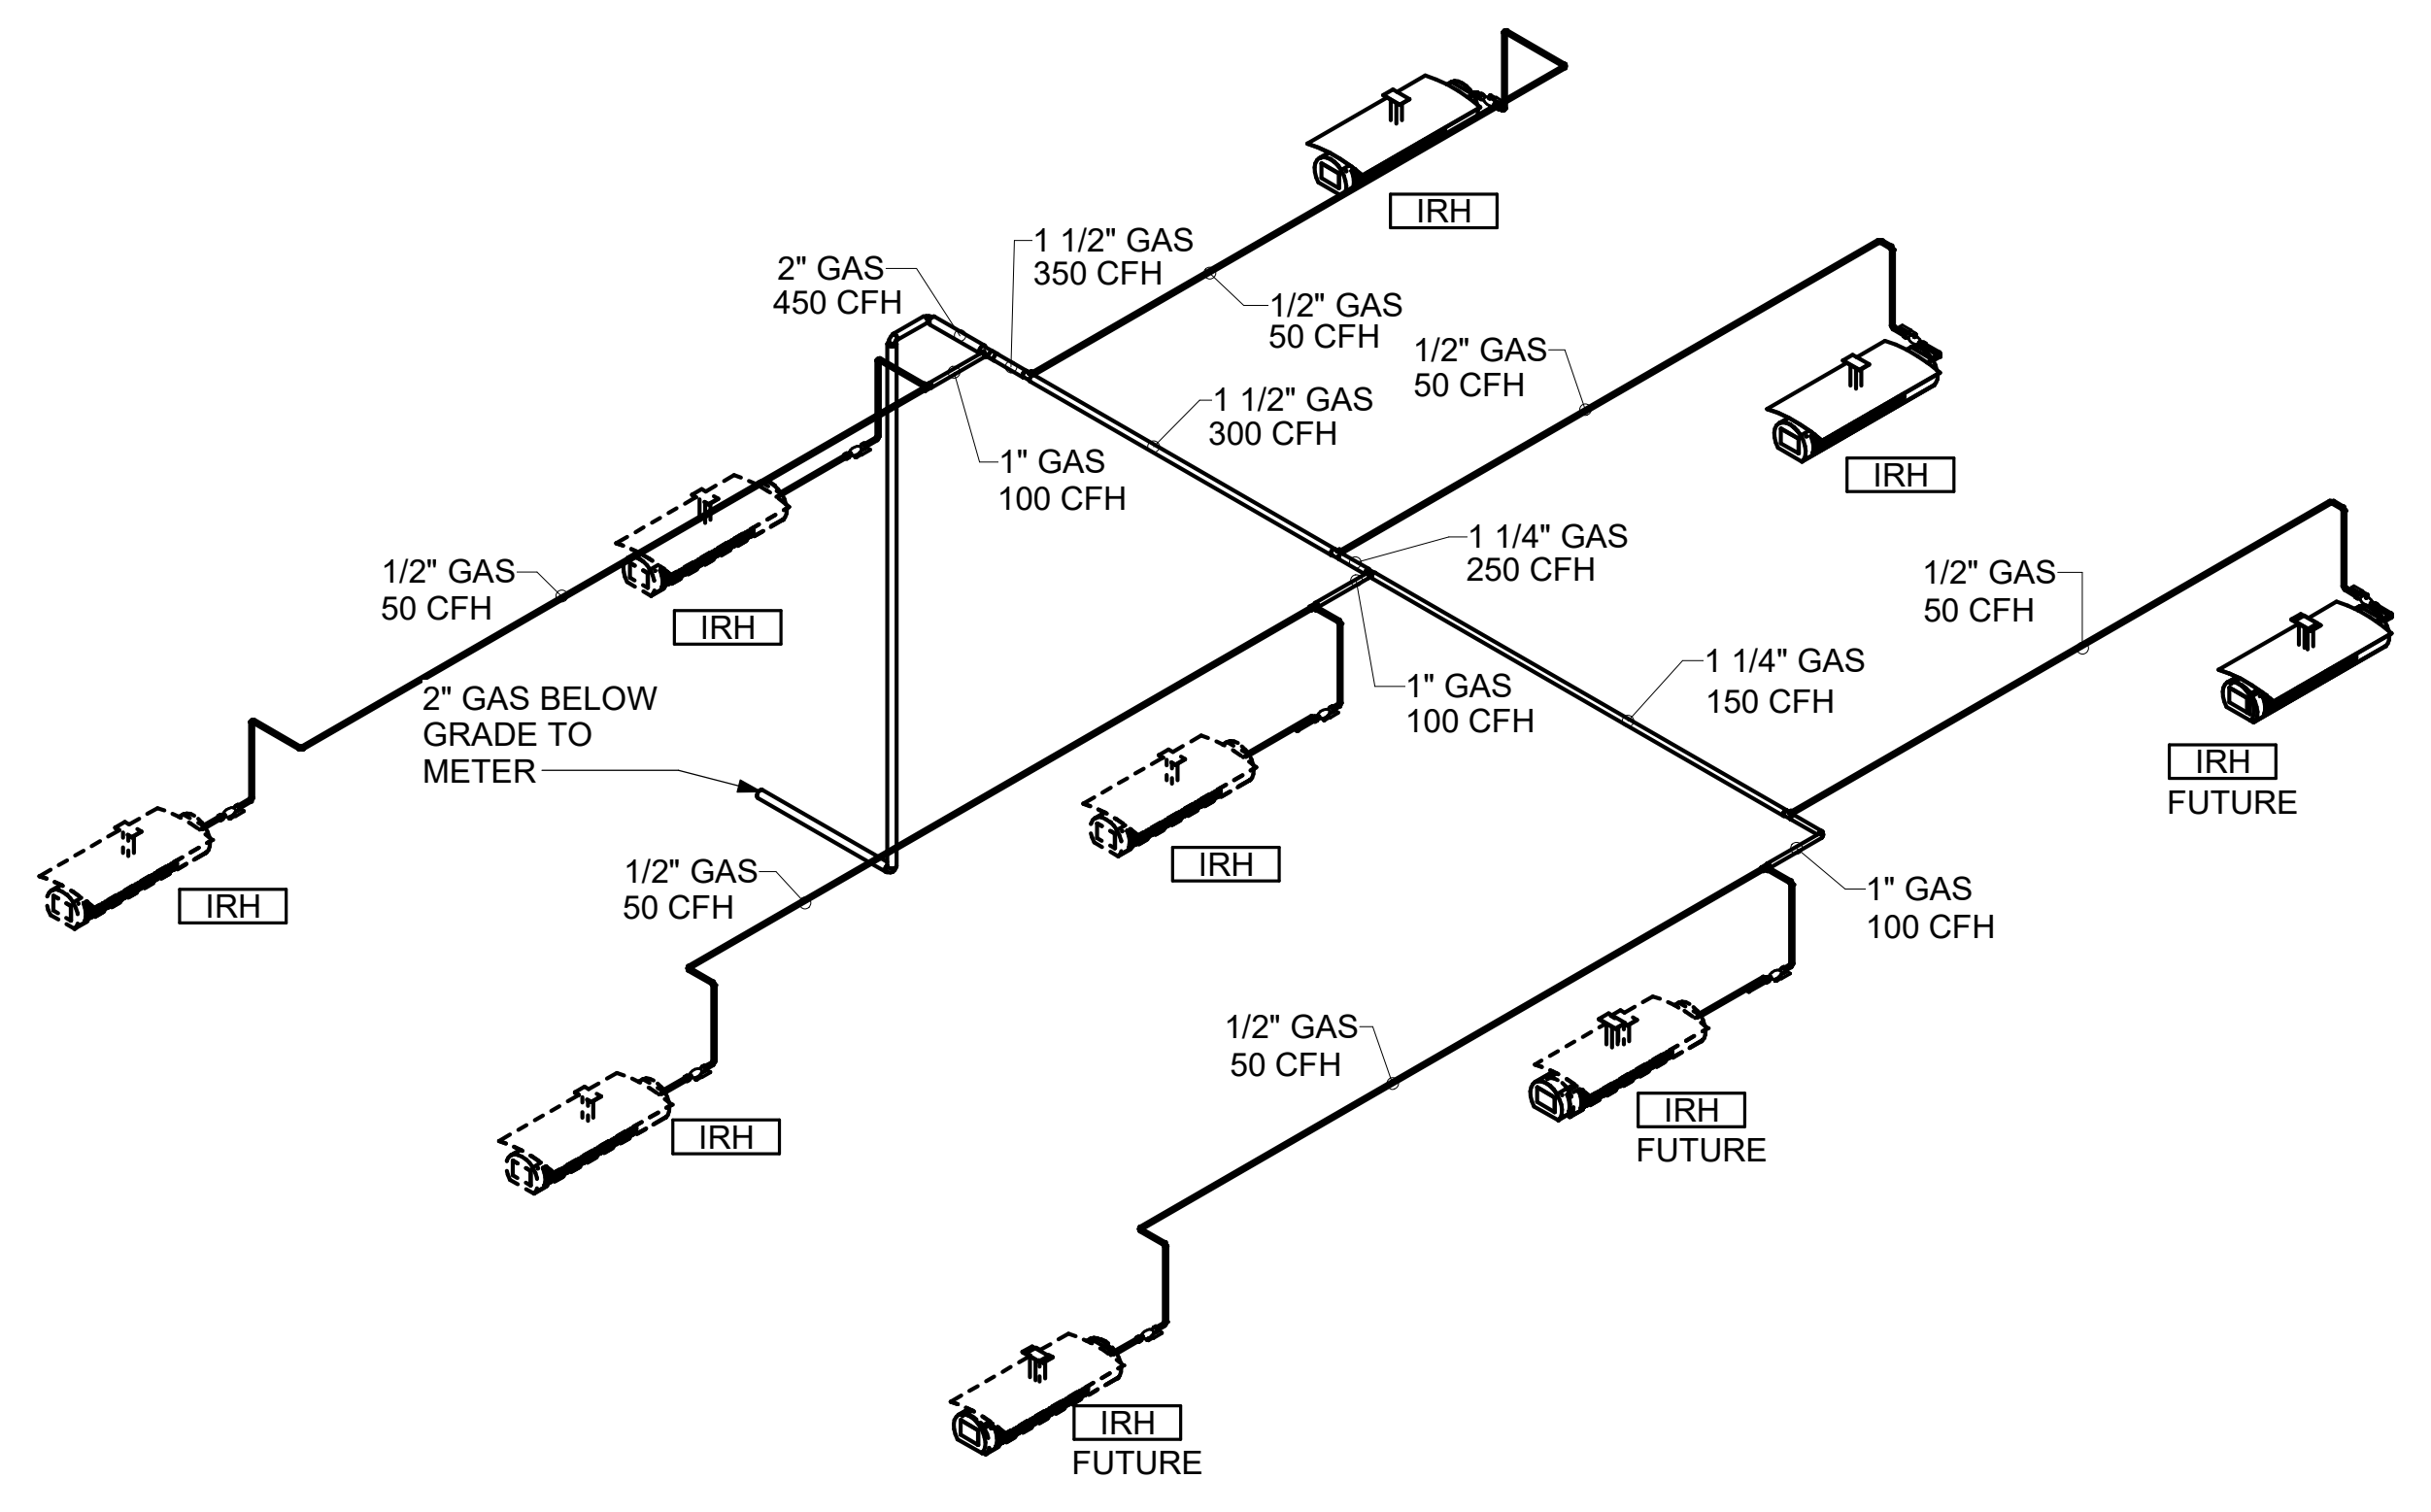 IRH
1 1/2" GAS
350 CFH
2" GAS
450 CFH
1/2" GAS
50 CFH
1/2" GAS
50 CFH
1 1/2" GAS
300 CFH
1" GAS
100 CFH
IRH
1 1/4" GAS
250 CFH
1/2" GAS
50 CFH
1/2" GAS
50 CFH
IRH
1 1/4" GAS
150 CFH
1" GAS
100 CFH
2" GAS BELOW
GRADE TO
METER
IRH
FUTURE
1/2" GAS
50 CFH
IRH
IRH
1" GAS
100 CFH
1/2" GAS
50 CFH
IRH
FUTURE
IRH
IRH
FUTURE